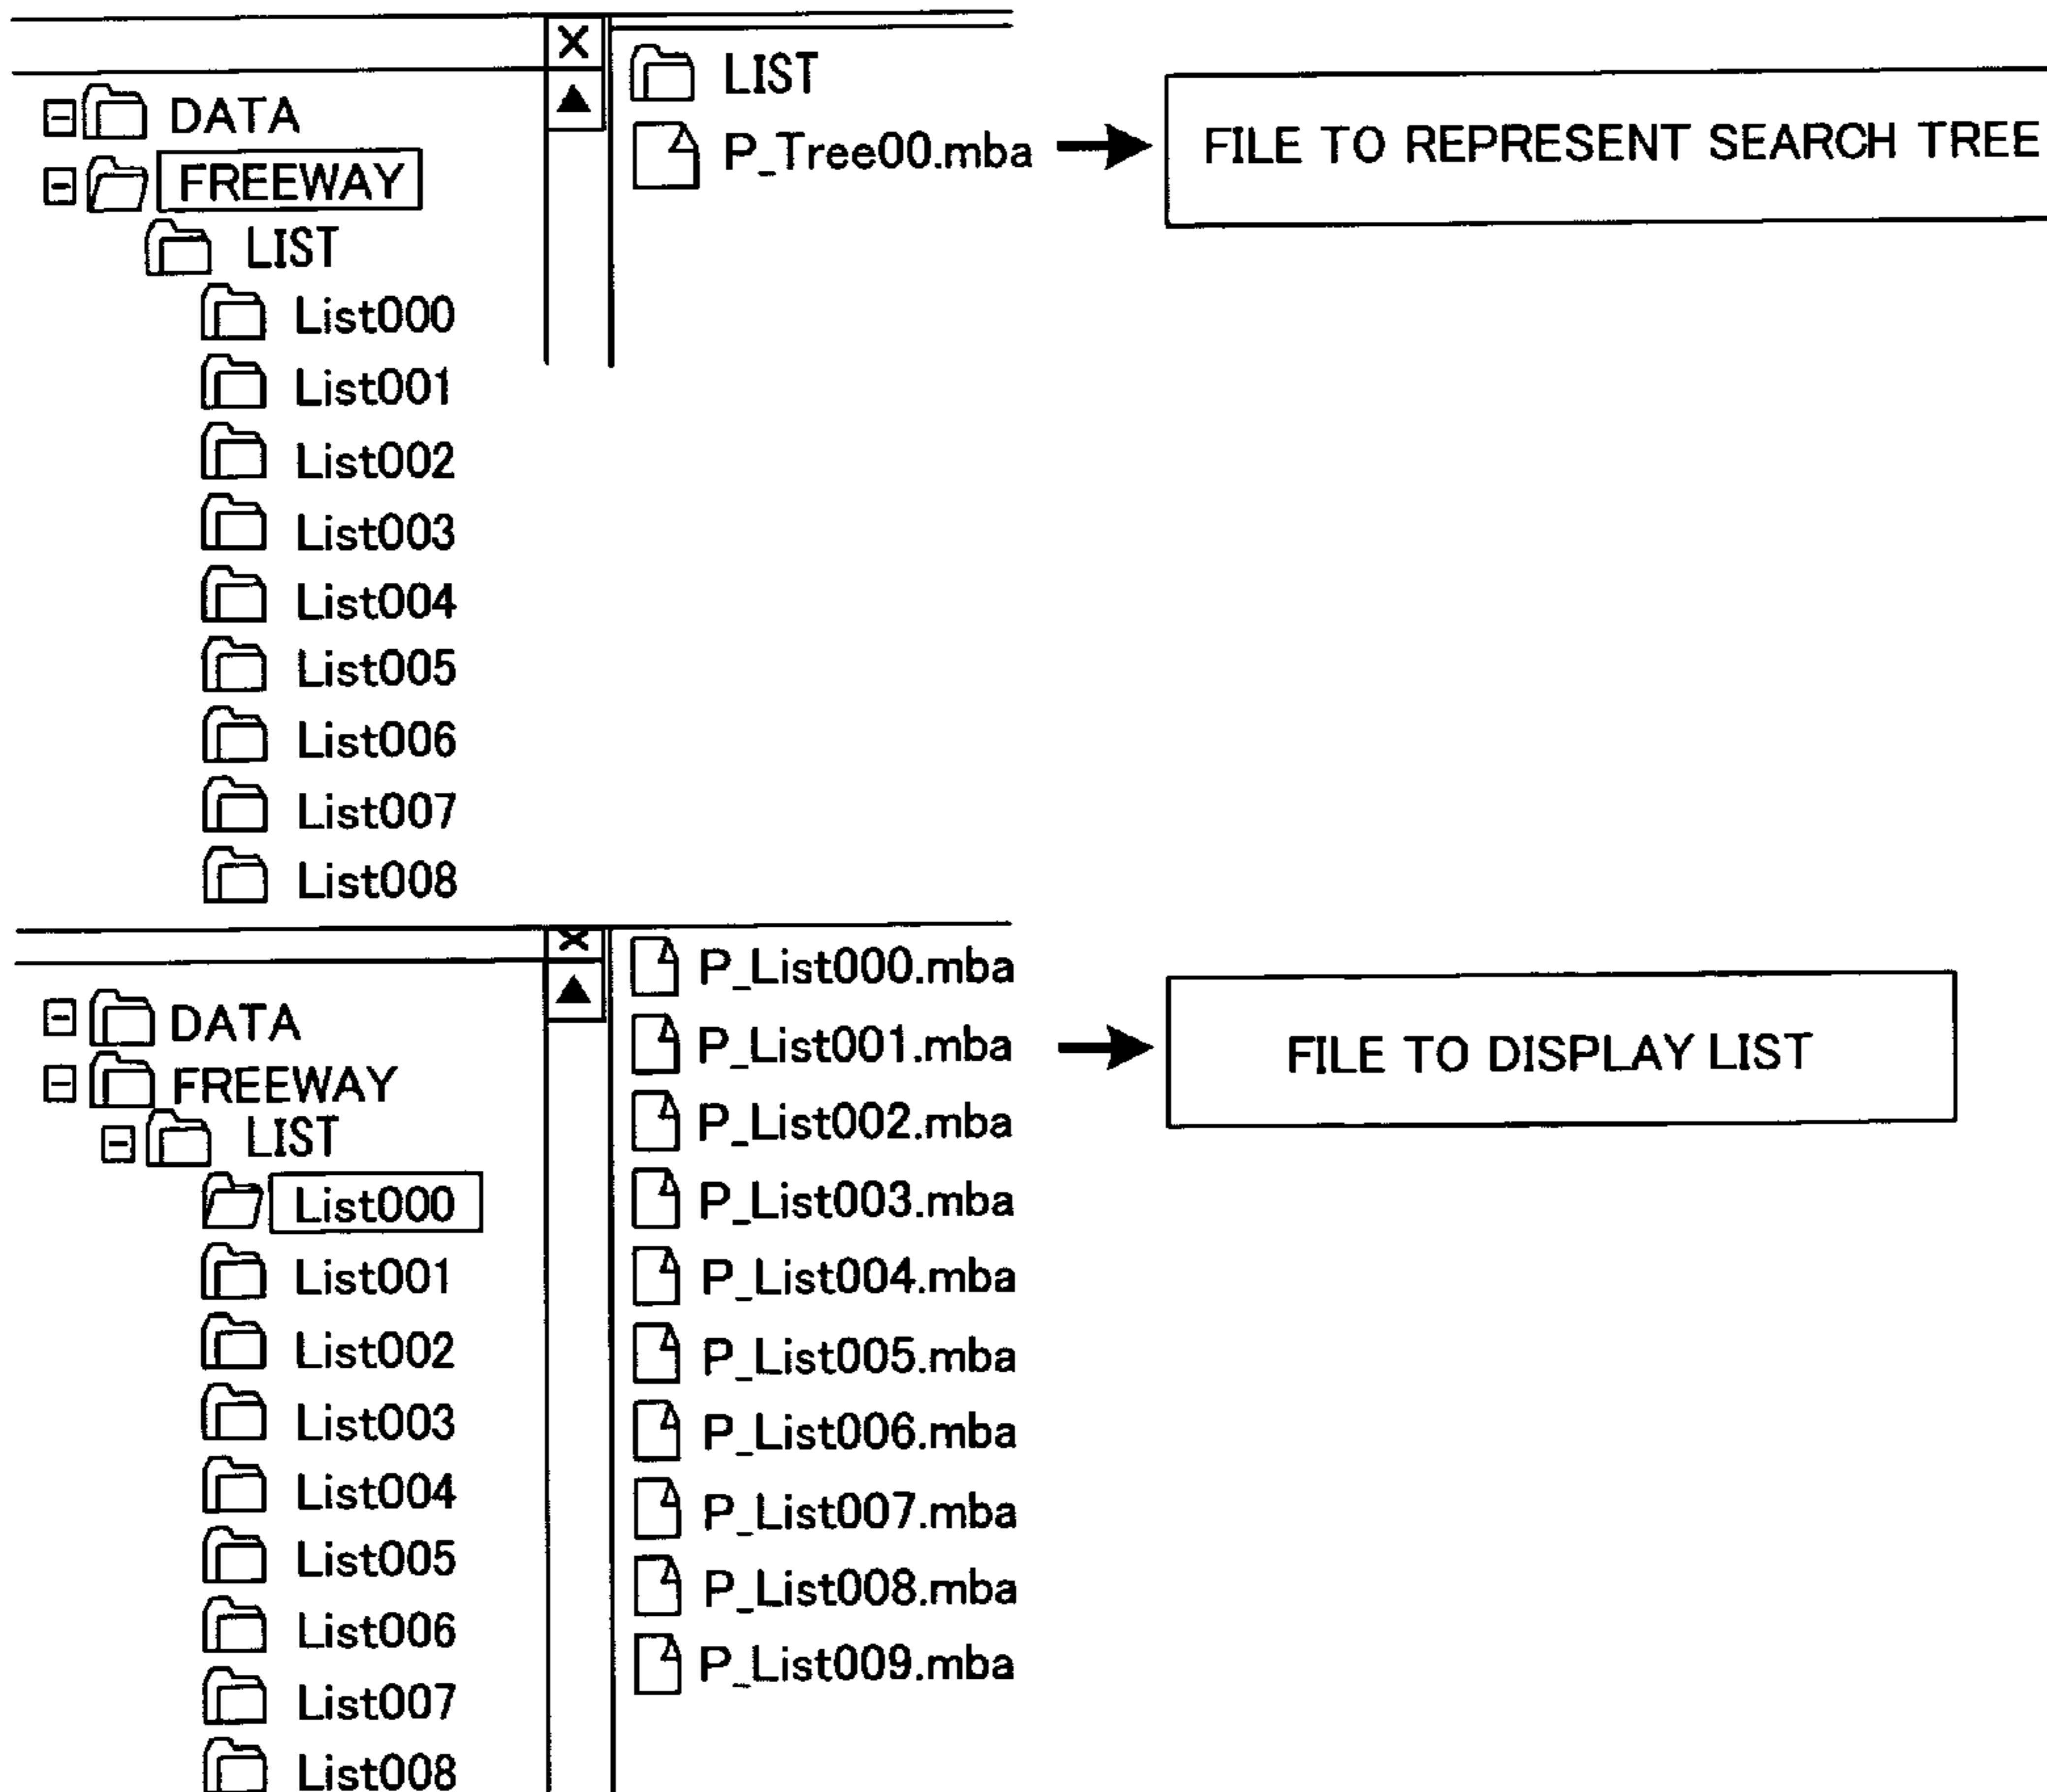 DATA
FREEWAY
LIST
List000
List001
List002
List003
List004
List005
List006
List007
List008
LIST
P_Tree00.mba
FILE TO REPRESENT SEARCH TREE
DATA
FREEWAY
LIST
List000
List001
List002
List003
List004
List005
List006
List007
List008
P_List000.mba
P_List001.mba
P_List002.mba
P_List003.mba
P_List004.mba
P_List005.mba
P_List006.mba
P_List007.mba
P_List008.mba
P_List009.mba
FILE TO DISPLAY LIST